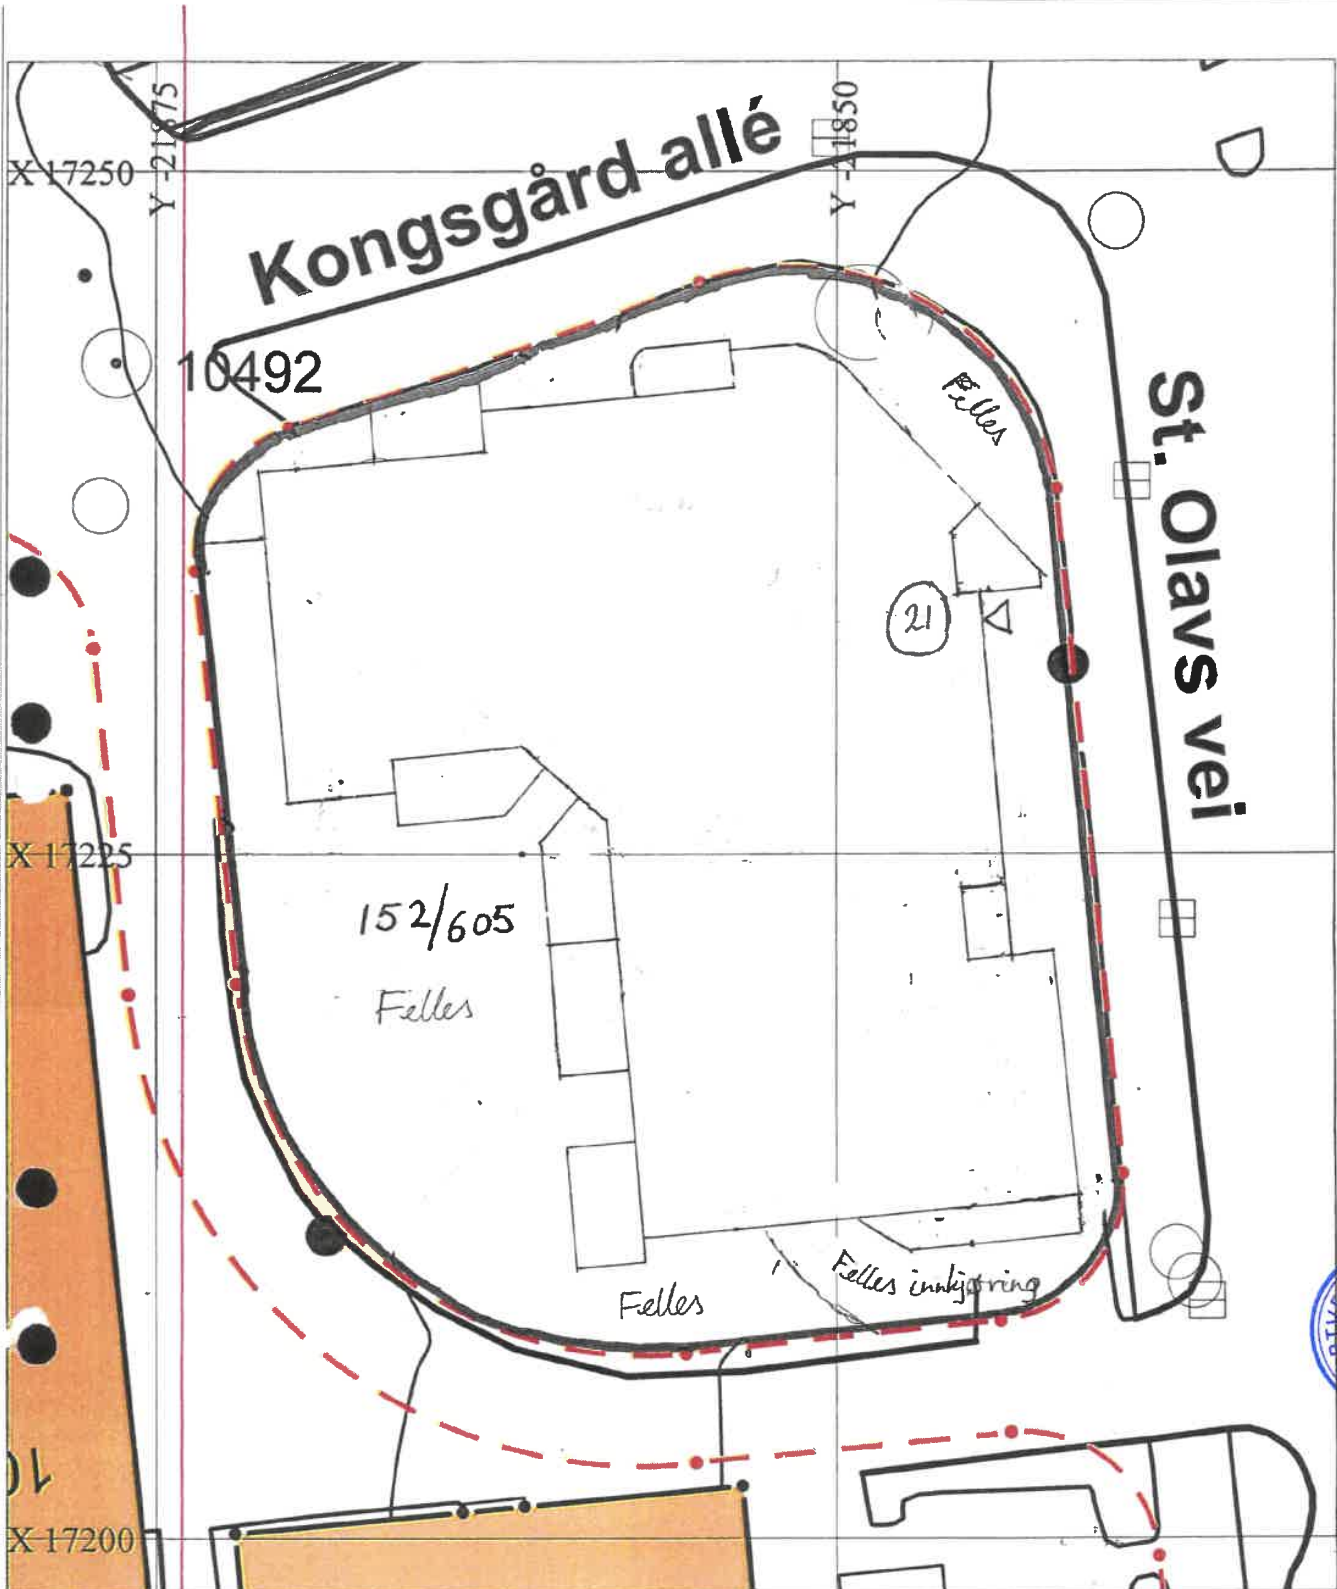 Y -21875
Y -21850
X 17250
Kongsgård allé
D
10492
Felles
St. Olavs vei
21
X 17225
152/605
Felles
Felles innkjøring
Felles
10
X 17200